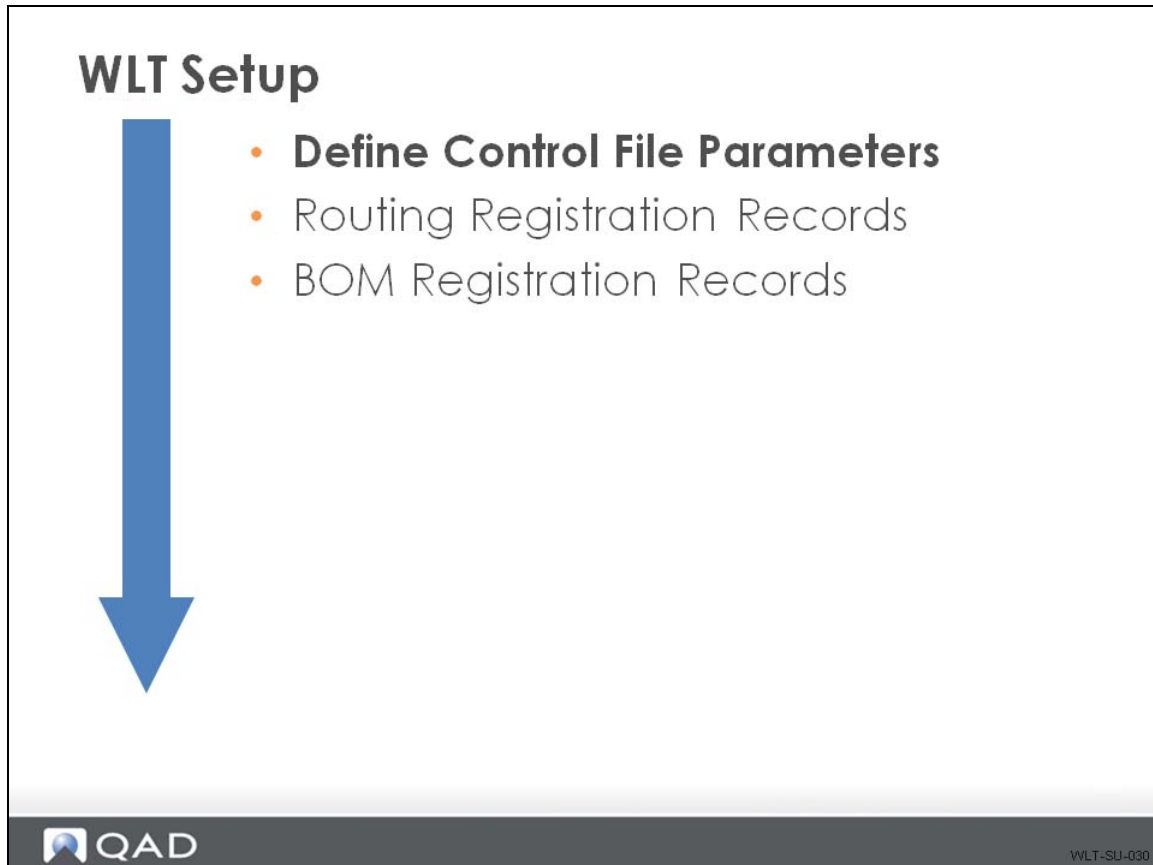 WLT Setup
• Define Control File Parameters
• Routing Registration Records
• BOM Registration Records
QAD
WLT-SU-030